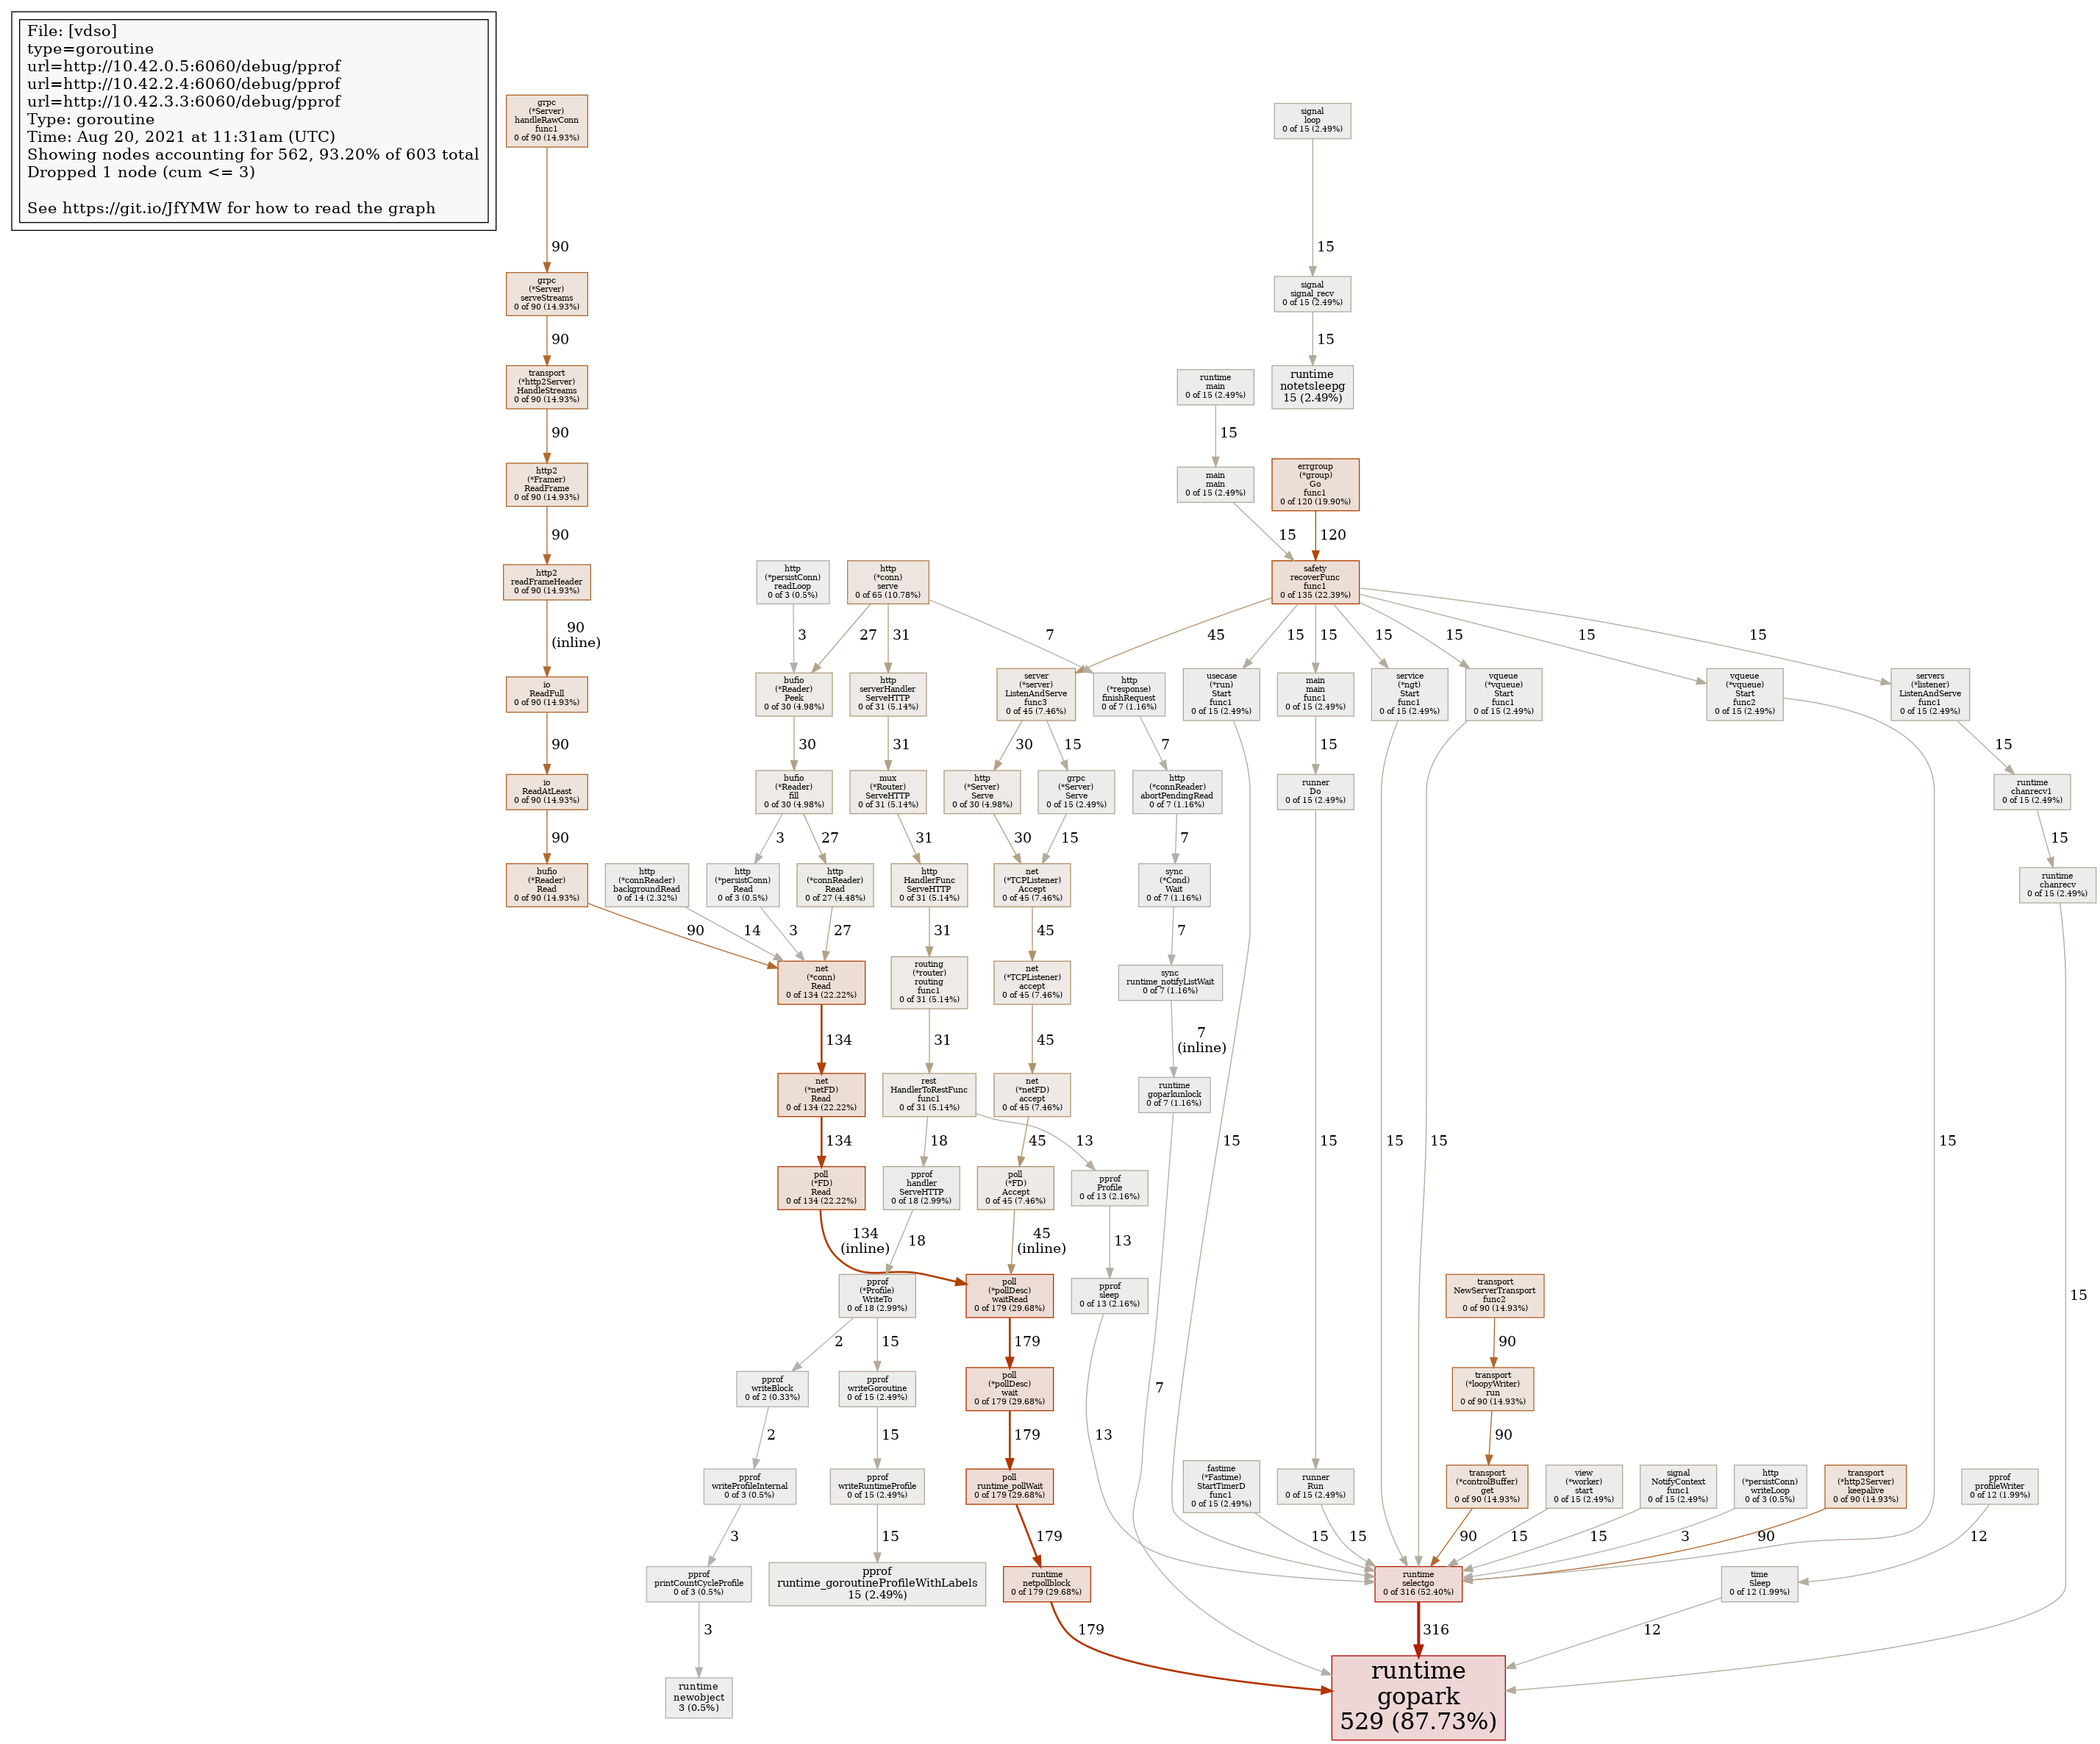 File: [vdso]
type=goroutine
url=http://10.42.0.5:6060/debug/pprof
url=http://10.42.2.4:6060/debug/pprof
url=http://10.42.3.3:6060/debug/pprof
Type: goroutine
Time: Aug 20, 2021 at 11:31am (UTC)
Showing nodes accounting for 562, 93.20% of 603 total
Dropped 1 node (cum <= 3)
See https://git.io/JfYMW for how to read the graph
grpc
(*Server)
handleRawConn
func1
0 of 90 (14.93%)
90
grpc
(*Server)
serveStreams
0 of 90 (14.93%)
90
transport
(*http2Server)
HandleStreams
0 of 90 (14.93%)
90
http2
(*Framer)
ReadFrame
0 of 90 (14.93%)
90
http2
readFrameHeader
0 of 90 (14.93%)
90
(inline)
io
ReadFull
0 of 90 (14.93%)
90
io
ReadAtLeast
0 of 90 (14.93%)
90
bufio
(*Reader)
Read
0 of 90 (14.93%)
90
signal
loop
0 of 15 (2.49%)
15
signal
signal_recv
0 of 15 (2.49%)
15
runtime
notetsleepg
15 (2.49%)
runtime
main
0 of 15 (2.49%)
15
main
main
0 of 15 (2.49%)
15
errgroup
(*group)
Go
func1
0 of 120 (19.90%)
120
safety
recoverFunc
func1
0 of 135 (22.39%)
45
15
15
15
15
15
15
http
(*persistConn)
readLoop
0 of 3 (0.5%)
3
http
(*conn)
serve
0 of 65 (10.78%)
27
31
7
bufio
(*Reader)
Peek
0 of 30 (4.98%)
30
http
serverHandler
ServeHTTP
0 of 31 (5.14%)
31
server
(*server)
ListenAndServe
func3
0 of 45 (7.46%)
30
15
http
(*response)
finishRequest
0 of 7 (1.16%)
7
usecase
(*run)
Start
func1
0 of 15 (2.49%)
15
main
main
func1
0 of 15 (2.49%)
15
service
(*ngt)
Start
func1
0 of 15 (2.49%)
15
vqueue
(*vqueue)
Start
func1
0 of 15 (2.49%)
15
vqueue
(*vqueue)
Start
func2
0 of 15 (2.49%)
15
servers
(*listener)
ListenAndServe
func1
0 of 15 (2.49%)
15
bufio
(*Reader)
fill
0 of 30 (4.98%)
3
27
mux
(*Router)
ServeHTTP
0 of 31 (5.14%)
31
http
(*Server)
Serve
0 of 30 (4.98%)
30
grpc
(*Server)
Serve
0 of 15 (2.49%)
15
http
(*connReader)
abortPendingRead
0 of 7 (1.16%)
7
runner
Do
0 of 15 (2.49%)
15
runtime
chanrecv1
0 of 15 (2.49%)
15
http
(*connReader)
backgroundRead
0 of 14 (2.32%)
14
http
(*persistConn)
Read
0 of 3 (0.5%)
3
http
(*connReader)
Read
0 of 27 (4.48%)
27
http
HandlerFunc
ServeHTTP
0 of 31 (5.14%)
31
net
(*TCPListener)
Accept
0 of 45 (7.46%)
45
sync
(*Cond)
Wait
0 of 7 (1.16%)
7
runtime
chanrecv
0 of 15 (2.49%)
15
net
(*conn)
Read
0 of 134 (22.22%)
134
routing
(*router)
routing
func1
0 of 31 (5.14%)
31
net
(*TCPListener)
accept
0 of 45 (7.46%)
45
sync
runtime_notifyListWait
0 of 7 (1.16%)
7
(inline)
net
(*netFD)
Read
0 of 134 (22.22%)
134
rest
HandlerToRestFunc
func1
0 of 31 (5.14%)
18
13
net
(*netFD)
accept
0 of 45 (7.46%)
45
runtime
goparkunlock
0 of 7 (1.16%)
7
poll
(*FD)
Read
0 of 134 (22.22%)
134
(inline)
pprof
handler
ServeHTTP
0 of 18 (2.99%)
18
poll
(*FD)
Accept
0 of 45 (7.46%)
45
(inline)
pprof
Profile
0 of 13 (2.16%)
13
pprof
(*Profile)
WriteTo
0 of 18 (2.99%)
2
15
poll
(*pollDesc)
waitRead
0 of 179 (29.68%)
179
pprof
sleep
0 of 13 (2.16%)
13
transport
NewServerTransport
func2
0 of 90 (14.93%)
90
pprof
writeBlock
0 of 2 (0.33%)
2
pprof
writeGoroutine
0 of 15 (2.49%)
15
poll
(*pollDesc)
wait
0 of 179 (29.68%)
179
transport
(*loopyWriter)
run
0 of 90 (14.93%)
90
pprof
writeProfileInternal
0 of 3 (0.5%)
3
pprof
writeRuntimeProfile
0 of 15 (2.49%)
15
poll
runtime_pollWait
0 of 179 (29.68%)
179
fastime
(*Fastime)
StartTimerD
func1
0 of 15 (2.49%)
15
runner
Run
0 of 15 (2.49%)
15
transport
(*controlBuffer)
get
0 of 90 (14.93%)
90
view
(*worker)
start
0 of 15 (2.49%)
15
signal
NotifyContext
func1
0 of 15 (2.49%)
15
http
(*persistConn)
writeLoop
0 of 3 (0.5%)
3
transport
(*http2Server)
keepalive
0 of 90 (14.93%)
90
pprof
profileWriter
0 of 12 (1.99%)
12
pprof
printCountCycleProfile
0 of 3 (0.5%)
3
pprof
runtime_goroutineProfileWithLabels
15 (2.49%)
runtime
netpollblock
0 of 179 (29.68%)
179
runtime
selectgo
0 of 316 (52.40%)
316
time
Sleep
0 of 12 (1.99%)
12
runtime
newobject
3 (0.5%)
runtime
gopark
529 (87.73%)